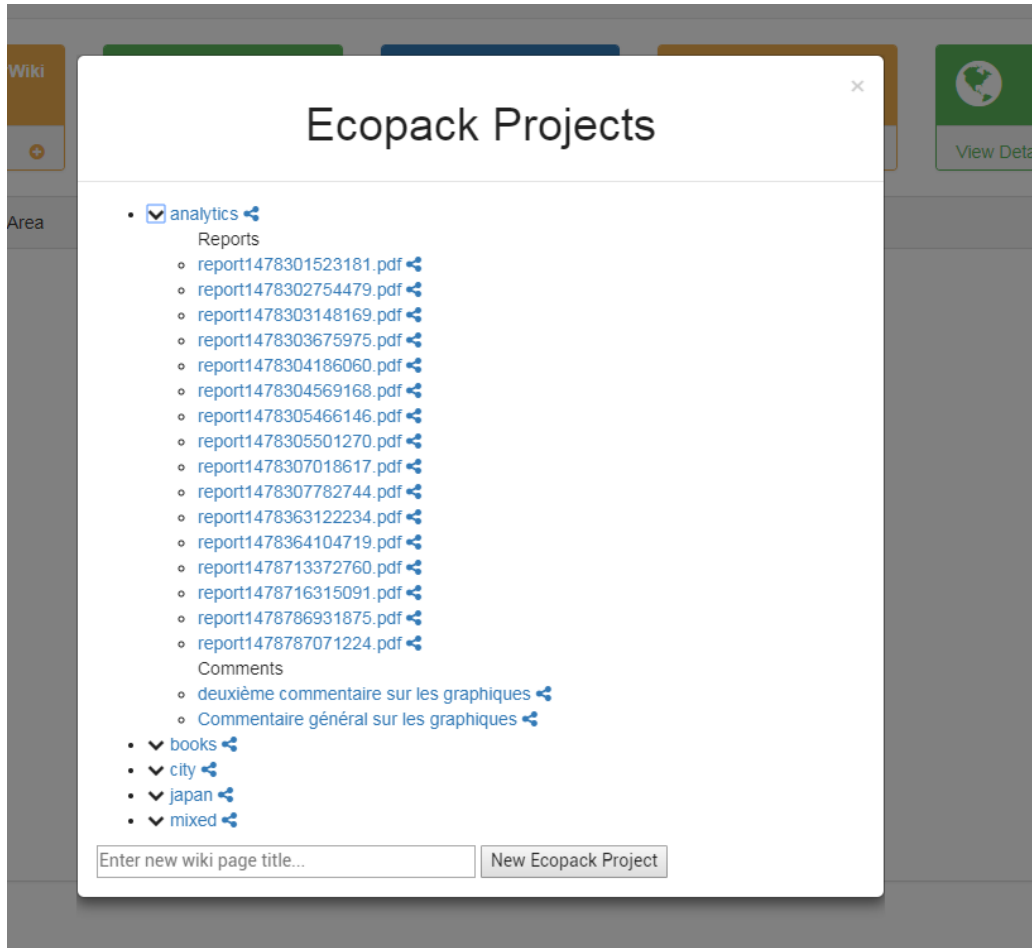 Wiki
×
Ecopack Projects
View Deta
Area
analytics
Reports
report1478301523181.pdf
report1478302754479.pdf
report1478303148169.pdf
report1478303675975.pdf
report1478304186060.pdf
report1478304569168.pdf
report1478305466146.pdf
report1478305501270.pdf
report1478307018617.pdf
report1478307782744.pdf
report1478363122234.pdf
report1478364104719.pdf
report1478713372760.pdf
report1478716315091.pdf
report1478786931875.pdf
report1478787071224.pdf
Comments
deuxième commentaire sur les graphiques
Commentaire général sur les graphiques
books
city
japan
mixed
Enter new wiki page title... New Ecopack Project